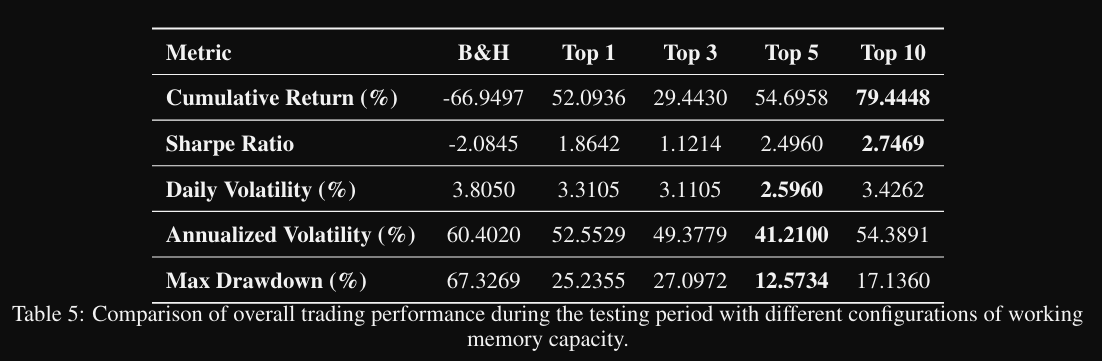 Metric B&H Top 1 Top 3 Top 5 Top 10
Cumulative Return (%) -66.9497 52.0936 29.4430 54.6958 79.4448
Sharpe Ratio -2.0845 1.8642 1.1214 2.4960 2.7469
Daily Volatility (%) 3.8050 3.3105 3.1105 2.5960 3.4262
Annualized Volatility (%) 60.4020 52.5529 49.3779 41.2100 54.3891
Max Drawdown (%) 67.3269 25.2355 27.0972 12.5734 17.1360
Table 5: Comparison of overall trading performance during the testing period with different configurations of working
memory capacity.